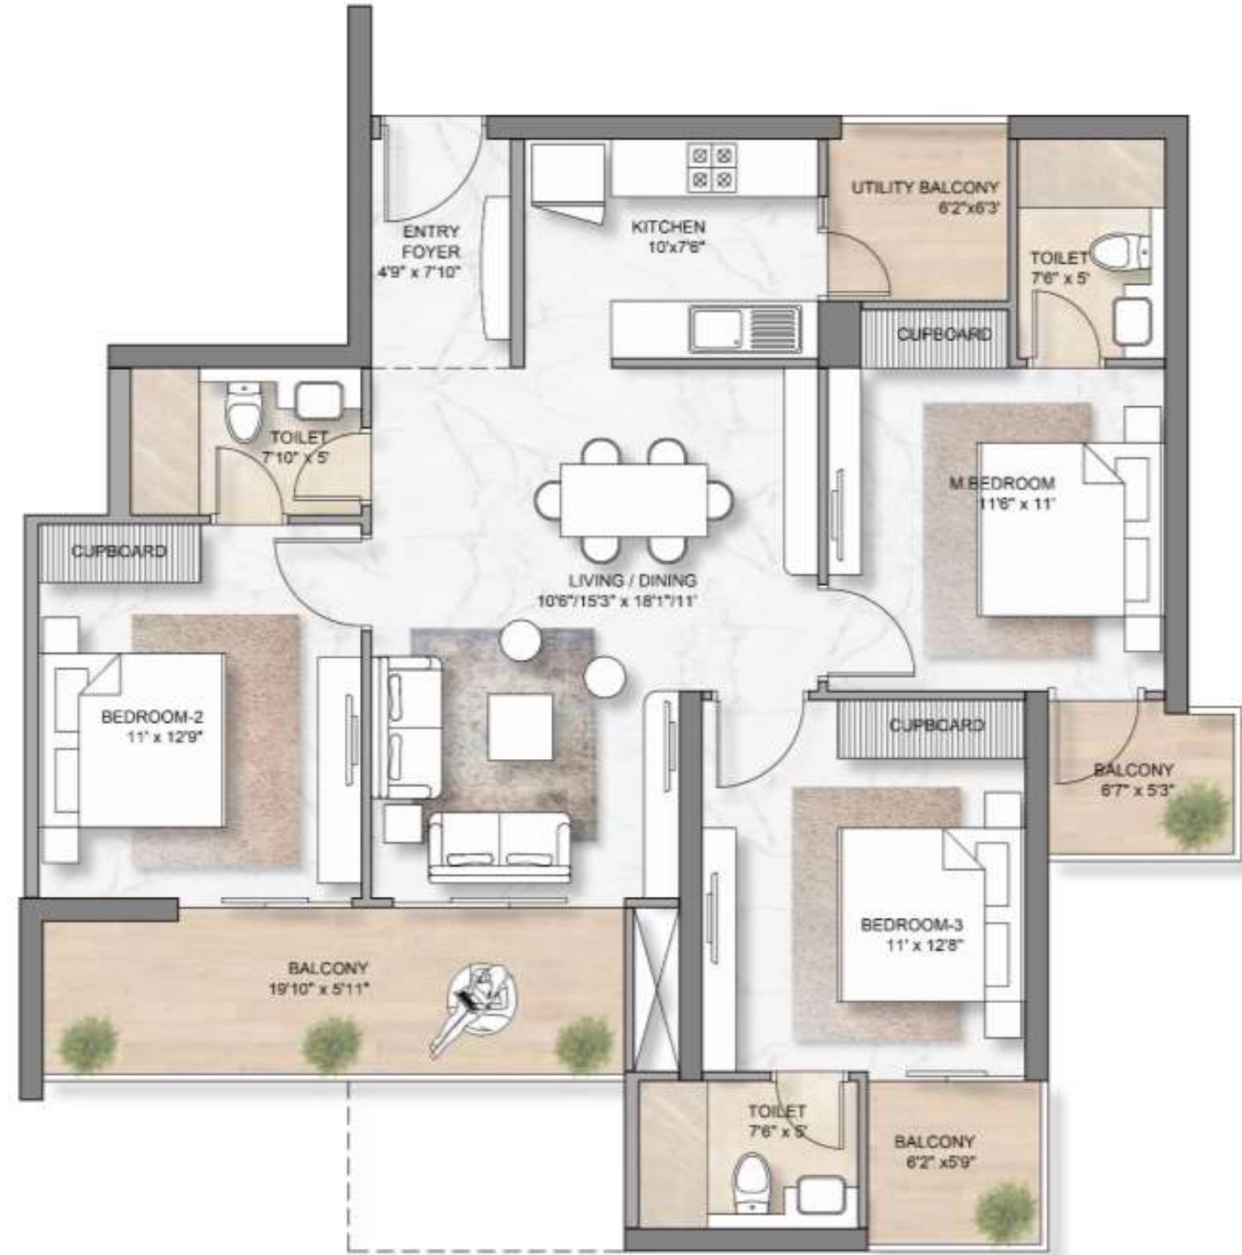 ENTRY
FOYER
4'9" x 7'10"
KITCHEN
10'x7'6"
UTILITY BALCONY
6'2"x6'3'
TOILET
7'6" x 5'
CUPBOARD
TOILET
7'10" x 5'
M.BEDROOM
11'6" x 11'
CUPBOARD
LIVING / DINING
10'6"/15'3" x 18'1"/11'
BEDROOM-2
11' x 12'9"
CUPBOARD
BALCONY
6'7" x 5'3"
BEDROOM-3
11' x 12'8"
BALCONY
19'10" x 5'11"
TOILET
7'6" x 5'
BALCONY
6'2" x5'9"